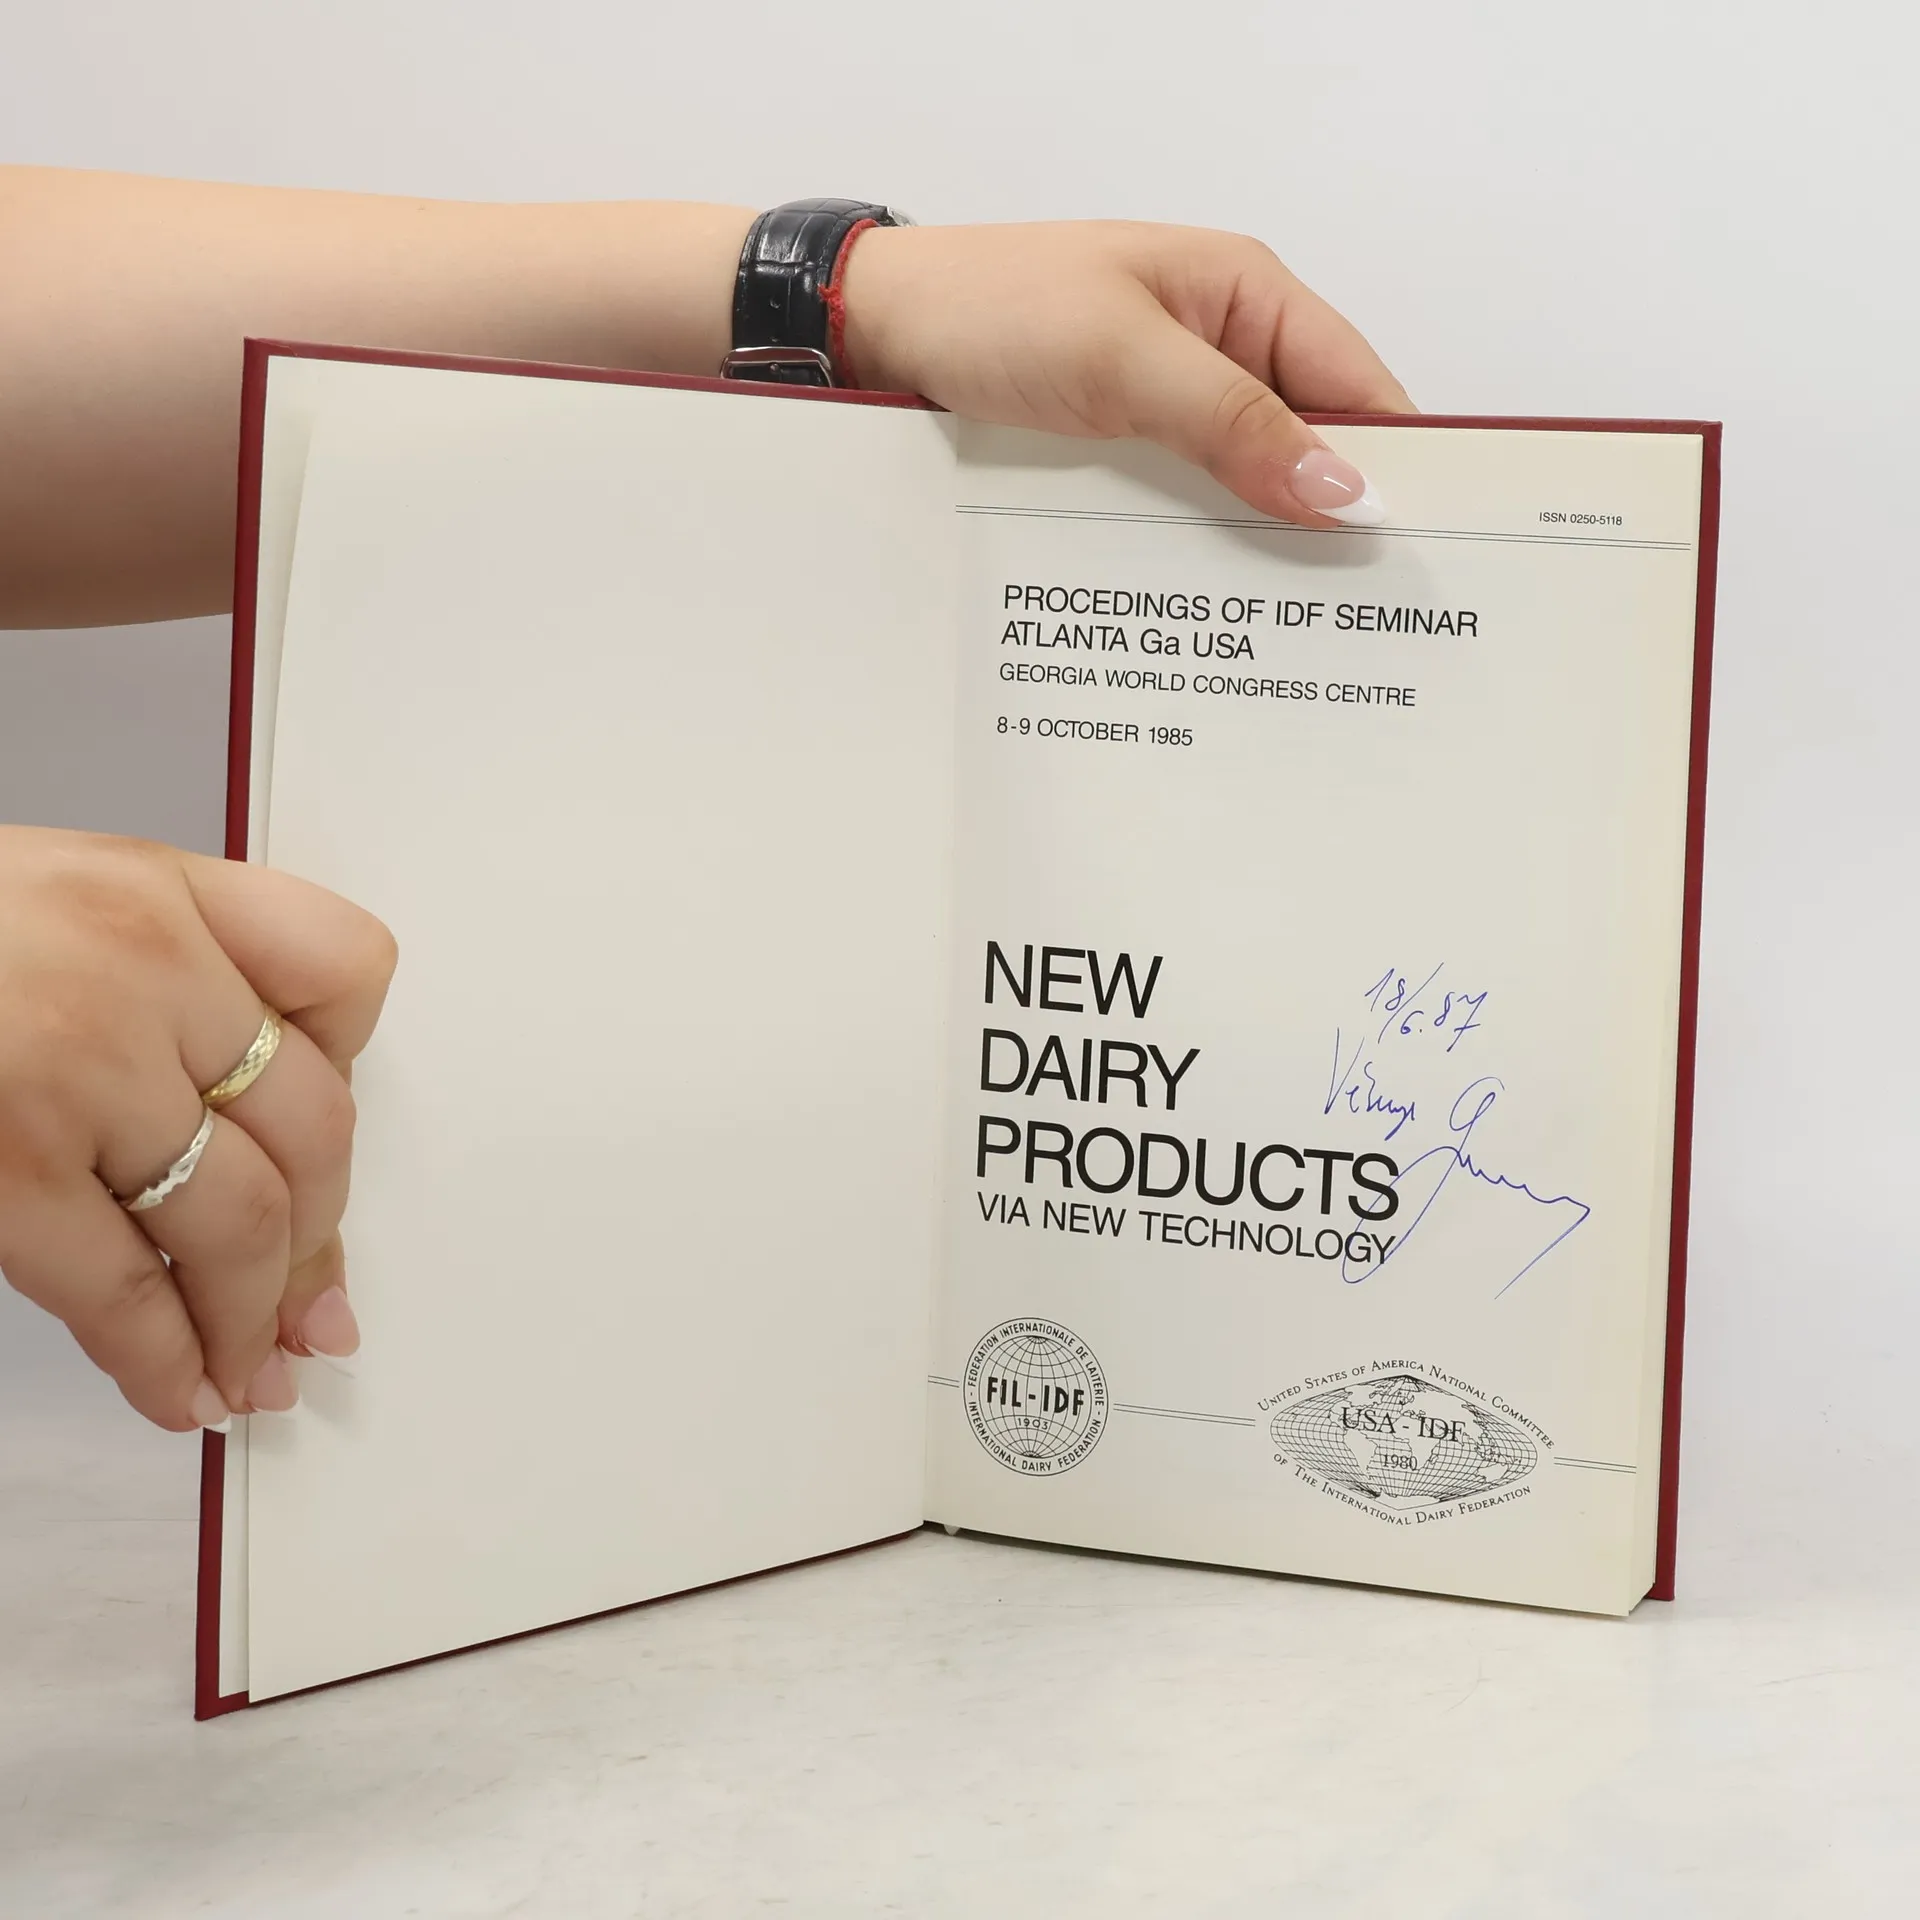 ISSN 0250-5118
PROCEDINGS OF IDF SEMINAR
ATLANTA Ga USA
GEORGIA WORLD CONGRESS CENTRE
8-9 OCTOBER 1985
NEW
DAIRY
PRODUCTS
VIA NEW TECHNOLOGY
18/6.87
FEDERATION INTERNATIONALE DE LAITERIE
FIL-IDF
1903
INTERNATIONAL DAIRY FEDERATION
UNITED STATES OF AMERICA NATIONAL COMMITTEE
USA-IDF
1980
OF THE INTERNATIONAL DAIRY FEDERATION